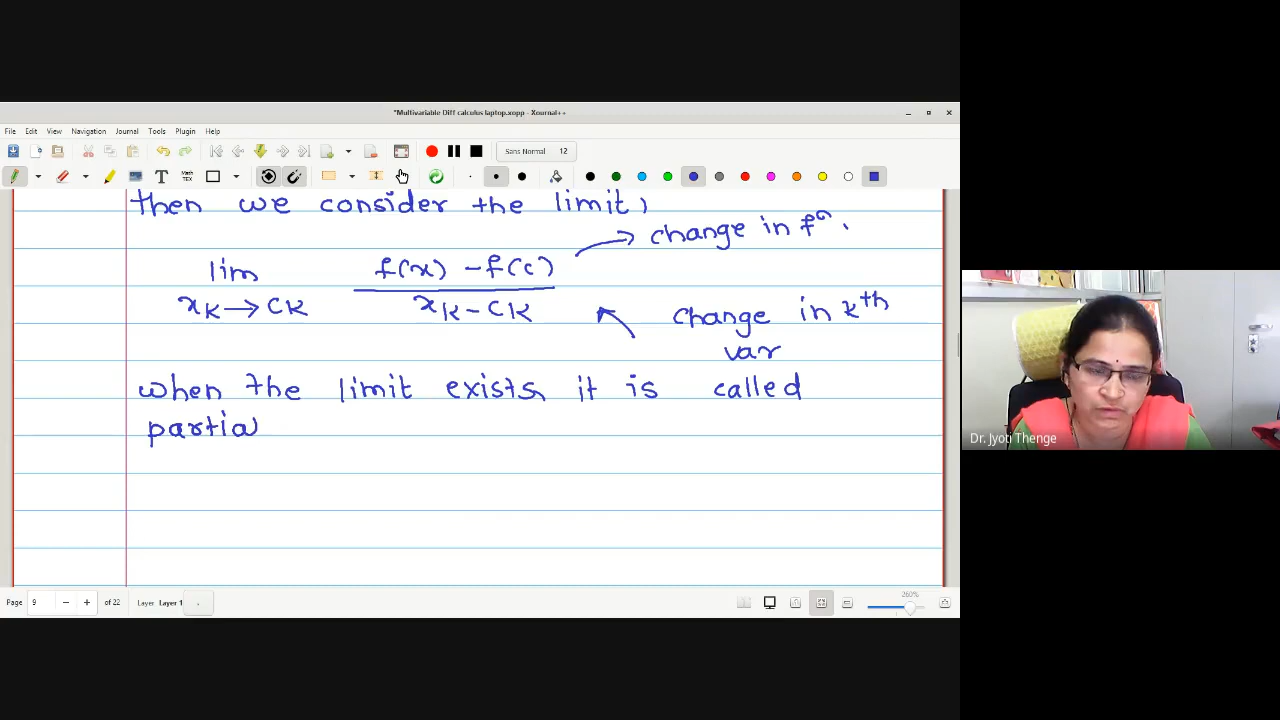 *Multivariable Diff calculus laptop.xopp - Xournal++
File Edit View Navigation Journal Tools Plugin Help
Sans Normal 12
then we consider the limit,
change in fⁿ.
lim f(x) - f(c)
xk → ck xk - ck
change in kth
var
when the limit exists, it is called
partia
Dr. Jyoti Thenge
Page 9 of 22 Layer Layer 1 260%